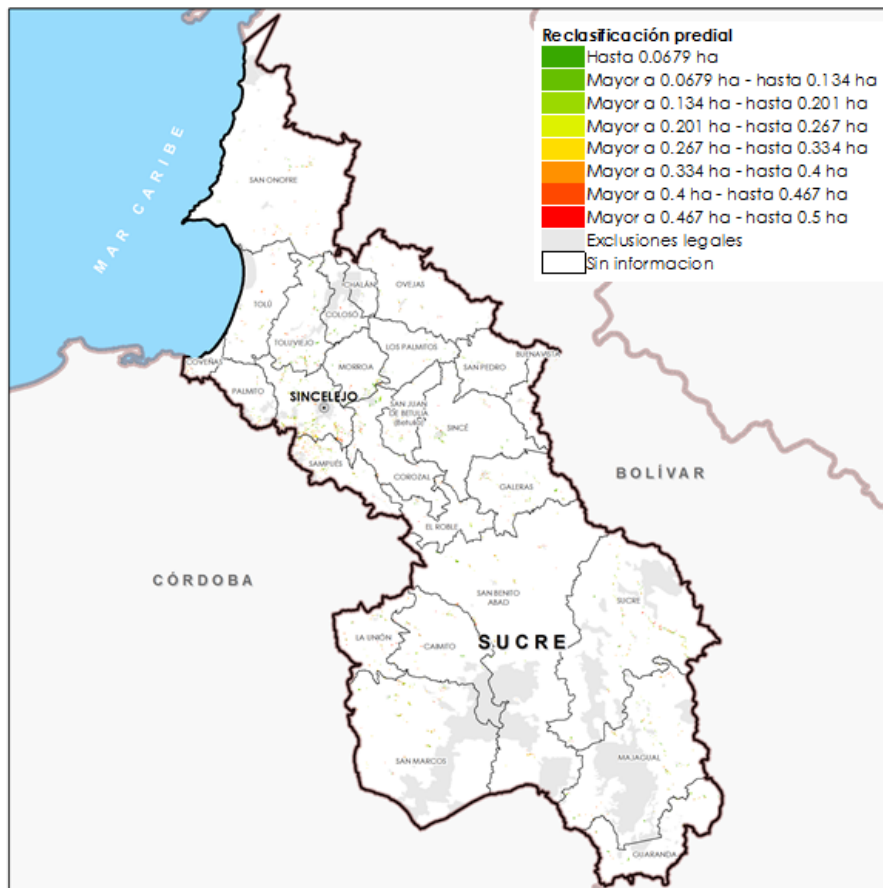 Reclasificación predial
Hasta 0.0679 ha
Mayor a 0.0679 ha - hasta 0.134 ha
Mayor a 0.134 ha - hasta 0.201 ha
Mayor a 0.201 ha - hasta 0.267 ha
Mayor a 0.267 ha - hasta 0.334 ha
Mayor a 0.334 ha - hasta 0.4 ha
Mayor a 0.4 ha - hasta 0.467 ha
Mayor a 0.467 ha - hasta 0.5 ha
Exclusiones legales
Sin informacion
MAR CARIBE
SAN ONOFRE
CHALÁN
OVEJAS
TOLÚ
COLOSÓ
TOLUVIEJO
LOS PALMITOS
BUENAVISTA
COVEÑAS
MORROA
SAN PEDRO
PALMITO
SINCELEJO
SAN JUAN
DE BETULIA
(Betulia)
SINCÉ
SAMPUÉS
COROZAL
GALERAS
BOLÍVAR
EL ROBLE
CÓRDOBA
SAN BENITO
ABAD
SUCRE
LA UNIÓN
CAIMITO
SUCRE
SAN MARCOS
MAJAGUAL
GUARANDA